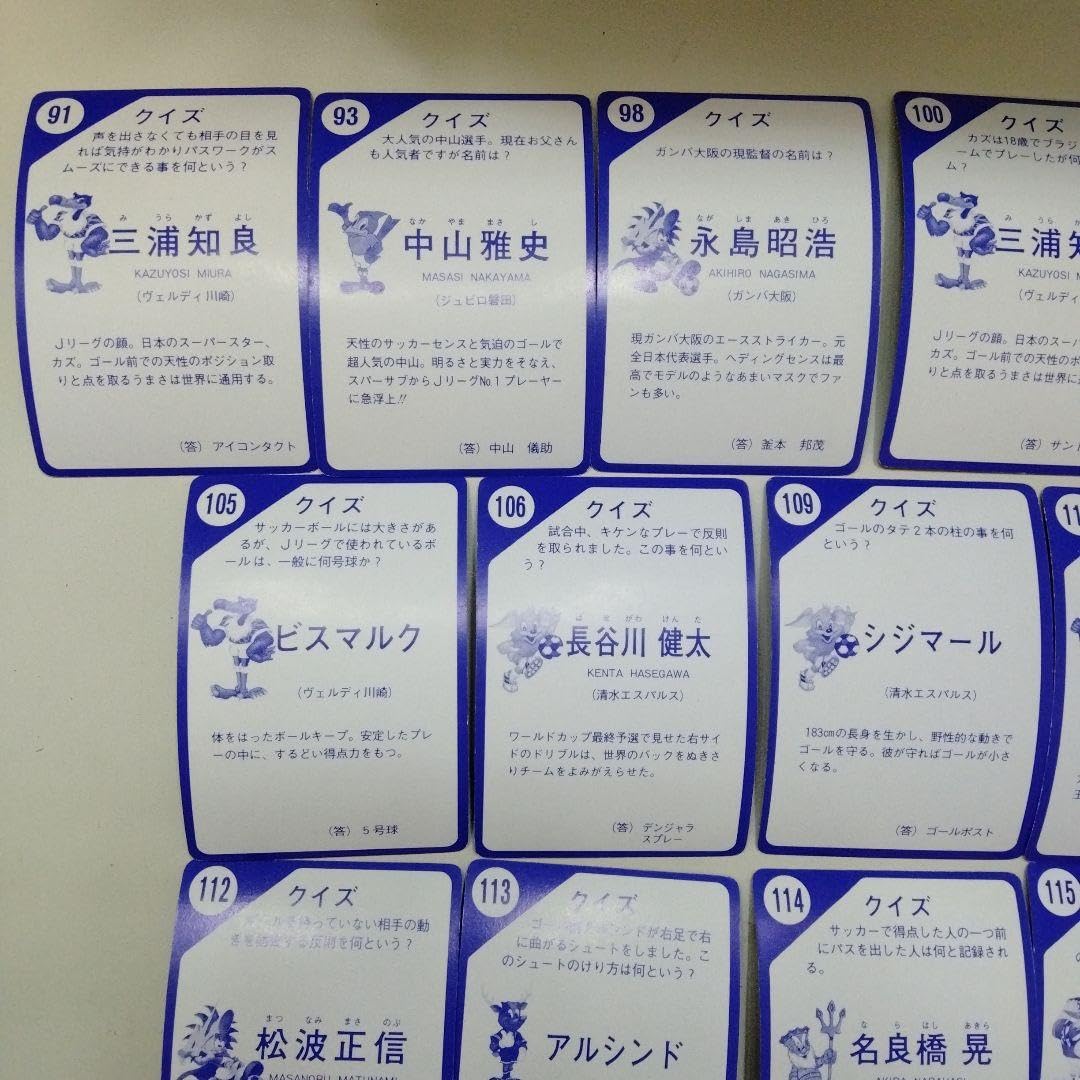 91
クイズ
声を出さなくても相手の目を見
れば気持がわかりパスワークがス
ムーズにできる事を何という？
み うら かず よし
三浦知良
KAZUYOSI MIURA
(ヴェルディ川崎)
Jリーグの顔。日本のスーパースター、
カズ。ゴール前での天性のポジション取
りと点を取るうまさは世界に通用する。
(答) アイコンタクト
93
クイズ
大人気の中山選手。現在お父さん
も人気者ですが名前は？
なか やま まさ し
中山雅史
MASASI NAKAYAMA
(ジュビロ磐田)
天性のサッカーセンスと気迫のゴールで
超人気の中山。明るさと実力をそなえ、
スパーサブからJリーグNo1プレーヤー
に急浮上!!
(答) 中山 儀助
98
クイズ
ガンバ大阪の現監督の名前は？
なが しま あき ひろ
永島昭浩
AKIHIRO NAGASIMA
(ガンバ大阪)
現ガンバ大阪のエースストライカー。元
全日本代表選手。ヘディングセンスは最
高でモデルのようなあまいマスクでファ
ンも多い。
(答) 釜本 邦茂
100
クイズ
カズは18歳でブラジ
ームでプレーしたが何
ム？
み うら か
三浦知
KAZUYOSI M
(ヴェルデ
Jリーグの顔。日本のス
カズ。ゴール前での天性のポ
りと点を取るうまさは世界に
(答) サント
105
クイズ
サッカーボールには大きさがあ
るが、Jリーグで使われているボ
ールは、一般に何号球か？
ビスマルク
(ヴェルディ川崎)
体をはったボールキープ。安定したプレ
ーの中に、するどい得点力をもつ。
(答) 5号球
106
クイズ
試合中、キケンなプレーで反則
を取られました。この事を何とい
う？
は せ がわ けん た
長谷川 健太
KENTA HASEGAWA
(清水エスパルス)
ワールドカップ最終予選で見せた右サイ
ドのドリブルは、世界のバックをぬきさ
りチームをよみがえらせた。
(答) デンジャラ
スプレー
109
クイズ
ゴールのタテ2本の柱の事を何
という？
シジマール
(清水エスパルス)
183cmの長身を生かし、野性的な動きで
ゴールを守る。彼が守ればゴールが小さ
くなる。
(答) ゴールポスト
11
112
クイズ
っていない相手の動
きを する反則を何という？
まつ なみ まさ のぶ
松波正信
MASANOBU MATUNAMI
113
クイズ
ンドが右足で右
に曲がるシュートをしました。こ
のシュートのけり方は何という？
アルシンド
114
クイズ
サッカーで得点した人の一つ前
にパスを出した人は何と記録され
る。
な ら はし あきら
名良橋 晃
115